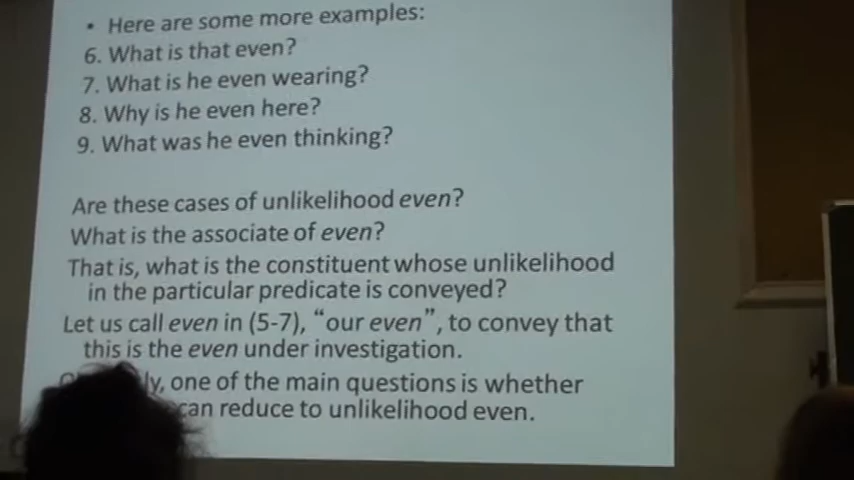 • Here are some more examples:
6. What is that even?
7. What is he even wearing?
8. Why is he even here?
9. What was he even thinking?
Are these cases of unlikelihood even?
What is the associate of even?
That is, what is the constituent whose unlikelihood
in the particular predicate is conveyed?
Let us call even in (5-7), “our even”, to convey that
this is the even under investigation.
one of the main questions is whether
can reduce to unlikelihood even.